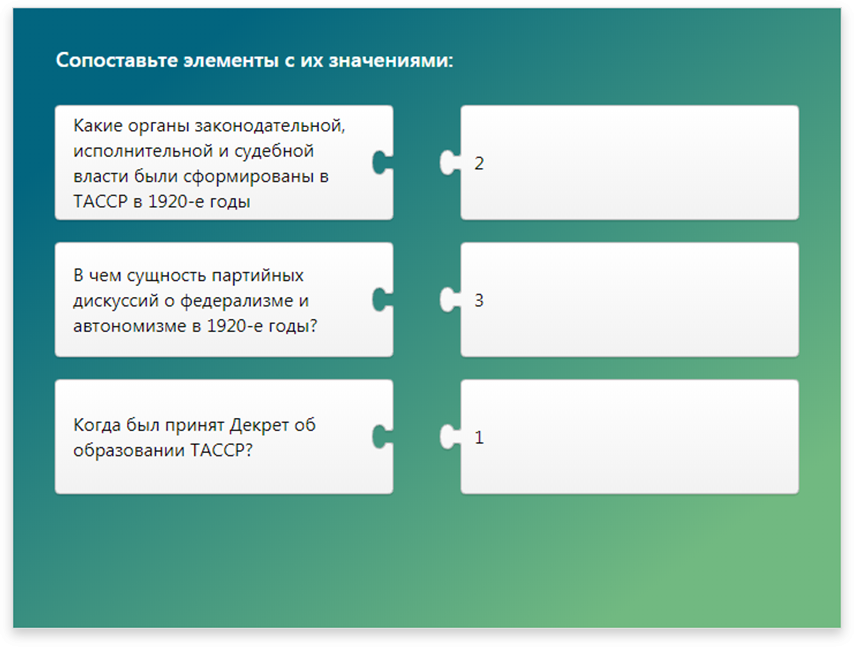 Сопоставьте элементы с их значениями:
Какие органы законодательной,
исполнительной и судебной
власти были сформированы в
ТАССР в 1920-е годы
2
В чем сущность партийных
дискуссий о федерализме и
автономизме в 1920-е годы?
3
Когда был принят Декрет об
образовании ТАССР?
1